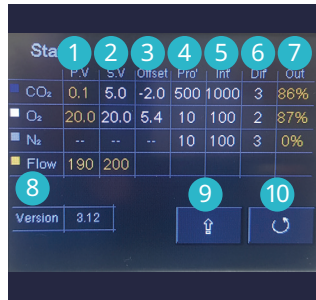 Sta 1 2 3 4 5 6 7
P.V S.V Offset Pro' Int' Dif Out
CO₂ 0.1 5.0 -2.0 500 1000 3 86%
O₂ 20.0 20.0 5.4 10 100 2 87%
N₂ -- -- -- 10 100 3 0%
Flow 190 200
8 9 10
Version 3.12